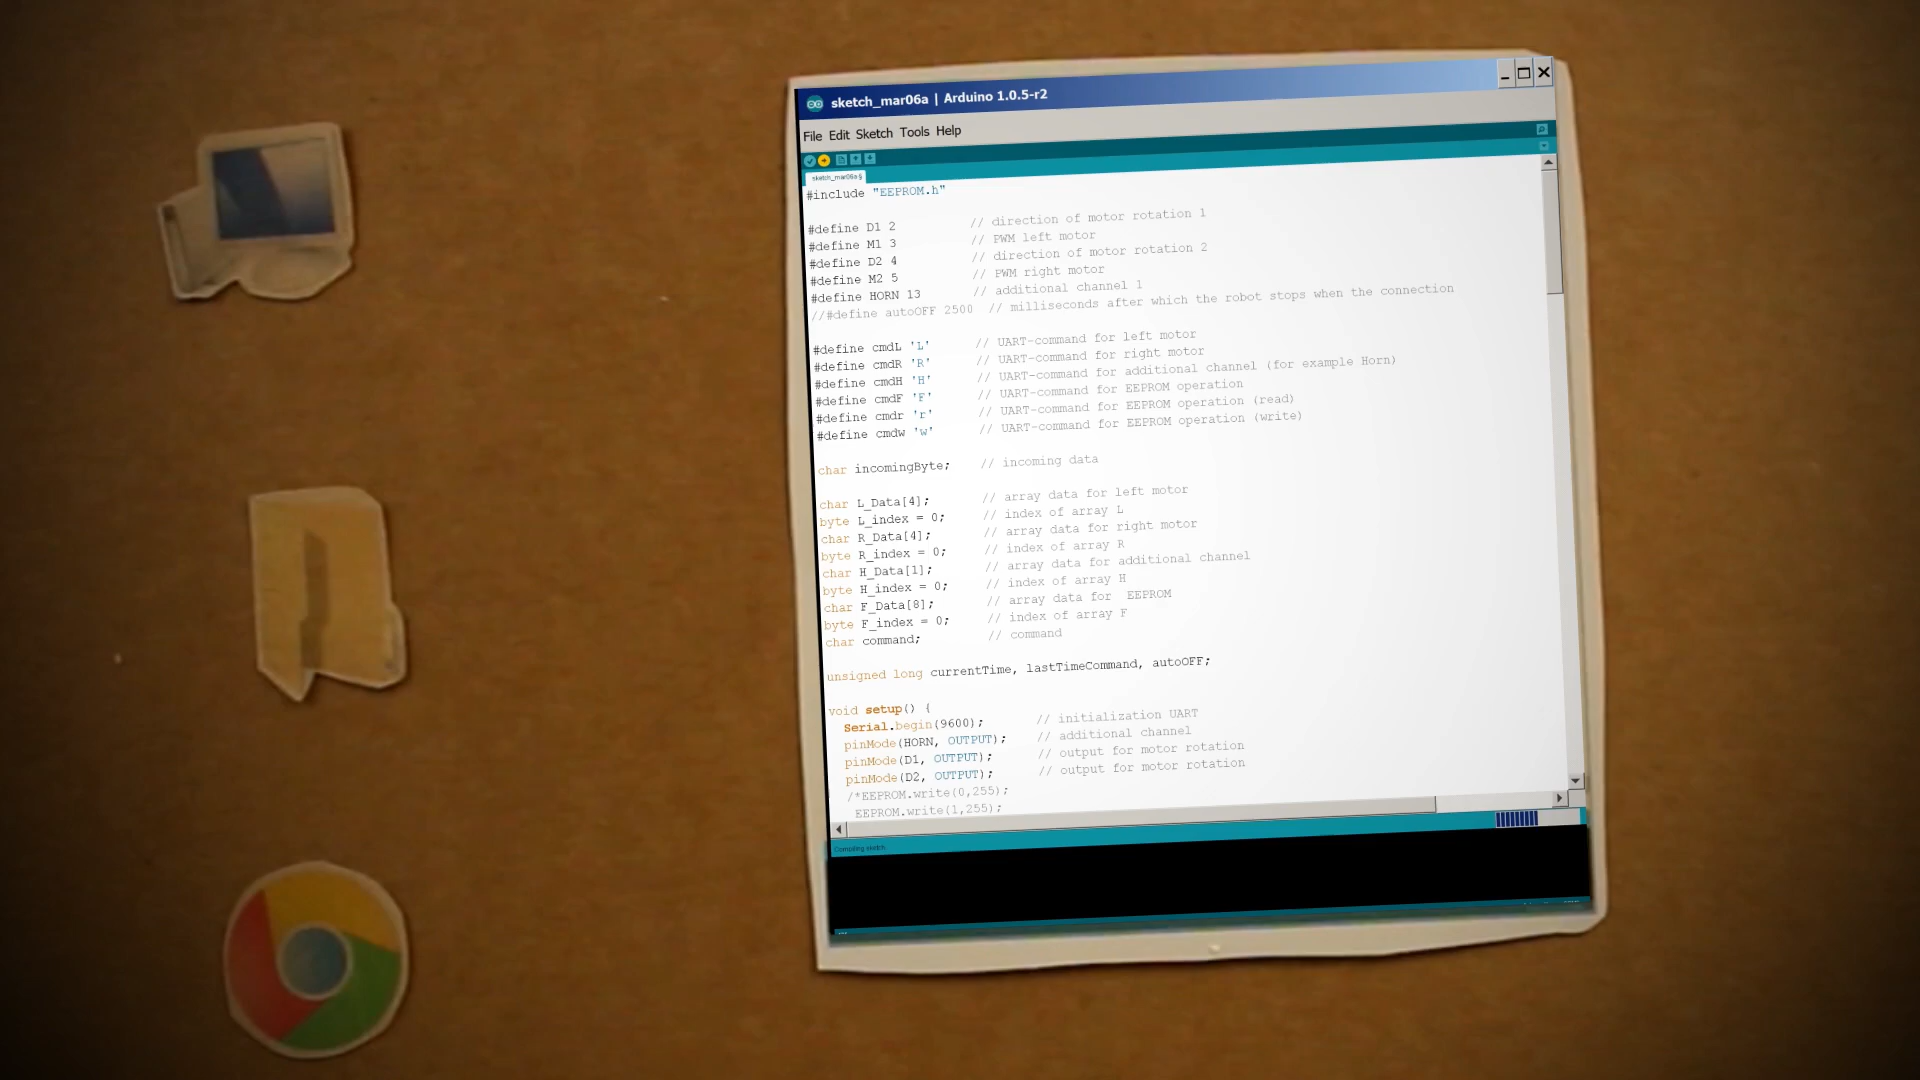 sketch_mar06a | Arduino 1.0.5-r2
File Edit Sketch Tools Help
sketch_mar06a §
#include "EEPROM.h"
#define D1 2 // direction of motor rotation 1
#define M1 3 // PWM left motor
#define D2 4 // direction of motor rotation 2
#define M2 5 // PWM right motor
#define HORN 13 // additional channel 1
//#define autoOFF 2500 // milliseconds after which the robot stops when the connection
#define cmdL 'L' // UART-command for left motor
#define cmdR 'R' // UART-command for right motor
#define cmdH 'H' // UART-command for additional channel (for example Horn)
#define cmdF 'F' // UART-command for EEPROM operation
#define cmdr 'r' // UART-command for EEPROM operation (read)
#define cmdw 'w' // UART-command for EEPROM operation (write)
char incomingByte; // incoming data
char L_Data[4]; // array data for left motor
byte L_index = 0; // index of array L
char R_Data[4]; // array data for right motor
byte R_index = 0; // index of array R
char H_Data[1]; // array data for additional channel
byte H_index = 0; // index of array H
char F_Data[8]; // array data for  EEPROM
byte F_index = 0; // index of array F
char command; // command
unsigned long currentTime, lastTimeCommand, autoOFF;
void setup() {
Serial.begin(9600); // initialization UART
pinMode(HORN, OUTPUT); // additional channel
pinMode(D1, OUTPUT); // output for motor rotation
pinMode(D2, OUTPUT); // output for motor rotation
/*EEPROM.write(0,255);
EEPROM.write(1,255);
Compiling sketch